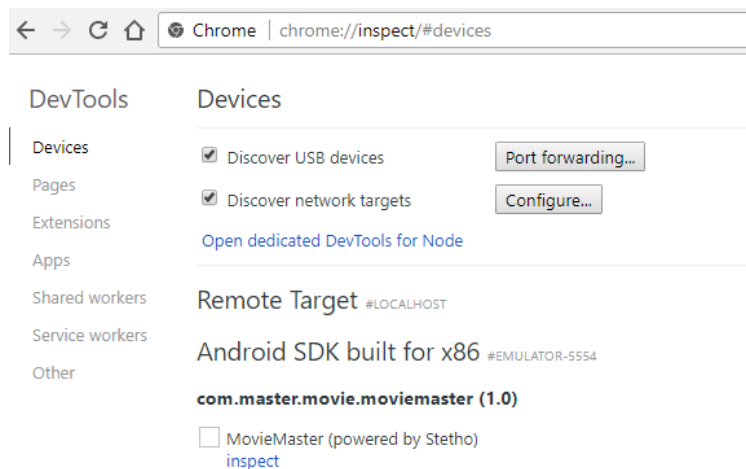 Chrome | chrome://inspect/#devices
DevTools
Devices
Pages
Extensions
Apps
Shared workers
Service workers
Other
Devices
Discover USB devices Port forwarding...
Discover network targets Configure...
Open dedicated DevTools for Node
Remote Target #LOCALHOST
Android SDK built for x86 #EMULATOR-5554
com.master.movie.moviemaster (1.0)
MovieMaster (powered by Stetho)
inspect